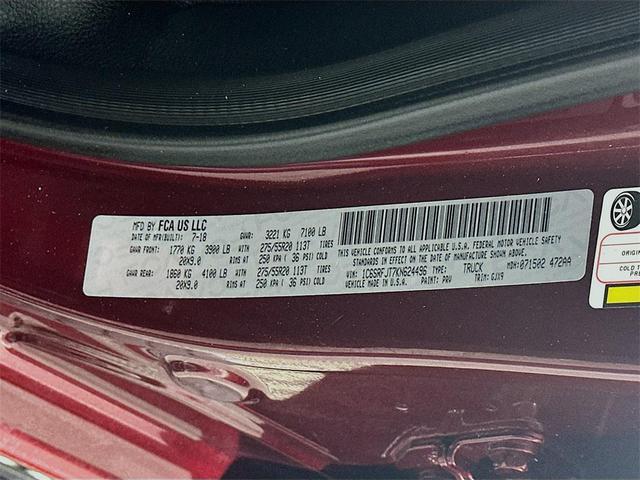 MFD BY FCA US LLC
DATE OF MFR(BUILT): 7-18 GVWR: 3221 KG 7100 LB
GAWR FRONT: 1770 KG 3900 LB WITH 275/55R20 113T TIRES
20X9.0 RIMS AT 250 KPA ( 36 PSI) COLD
GAWR REAR: 1860 KG 4100 LB WITH 275/55R20 113T TIRES
20X9.0 RIMS AT 250 KPA ( 36 PSI) COLD
THIS VEHICLE CONFORMS TO ALL APPLICABLE U.S.A. FEDERAL MOTOR VEHICLE SAFETY
STANDARDS IN EFFECT ON THE DATE OF MANUFACTURE SHOWN ABOVE.
VIN: 1C6SRFJT7KN624496 TYPE: TRUCK MDH: 071502 472AA
VEHICLE MADE IN U.S.A. PAINT: PRV TRIM: GJX9
ORIGIN
COLD T
PRE